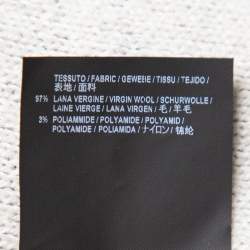 TESSUTO / FABRIC / GEWEBE / TISSU / TEJIDO /
表地 / 面料
97% LANA VERGINE / VIRGIN WOOL / SCHURWOLLE /
LAINE VIERGE / LANA VIRGEN / 毛 / 羊毛
3% POLIAMMIDE / POLYAMIDE / POLYAMID /
POLYAMIDE / POLIAMIDA / ナイロン / 锦纶